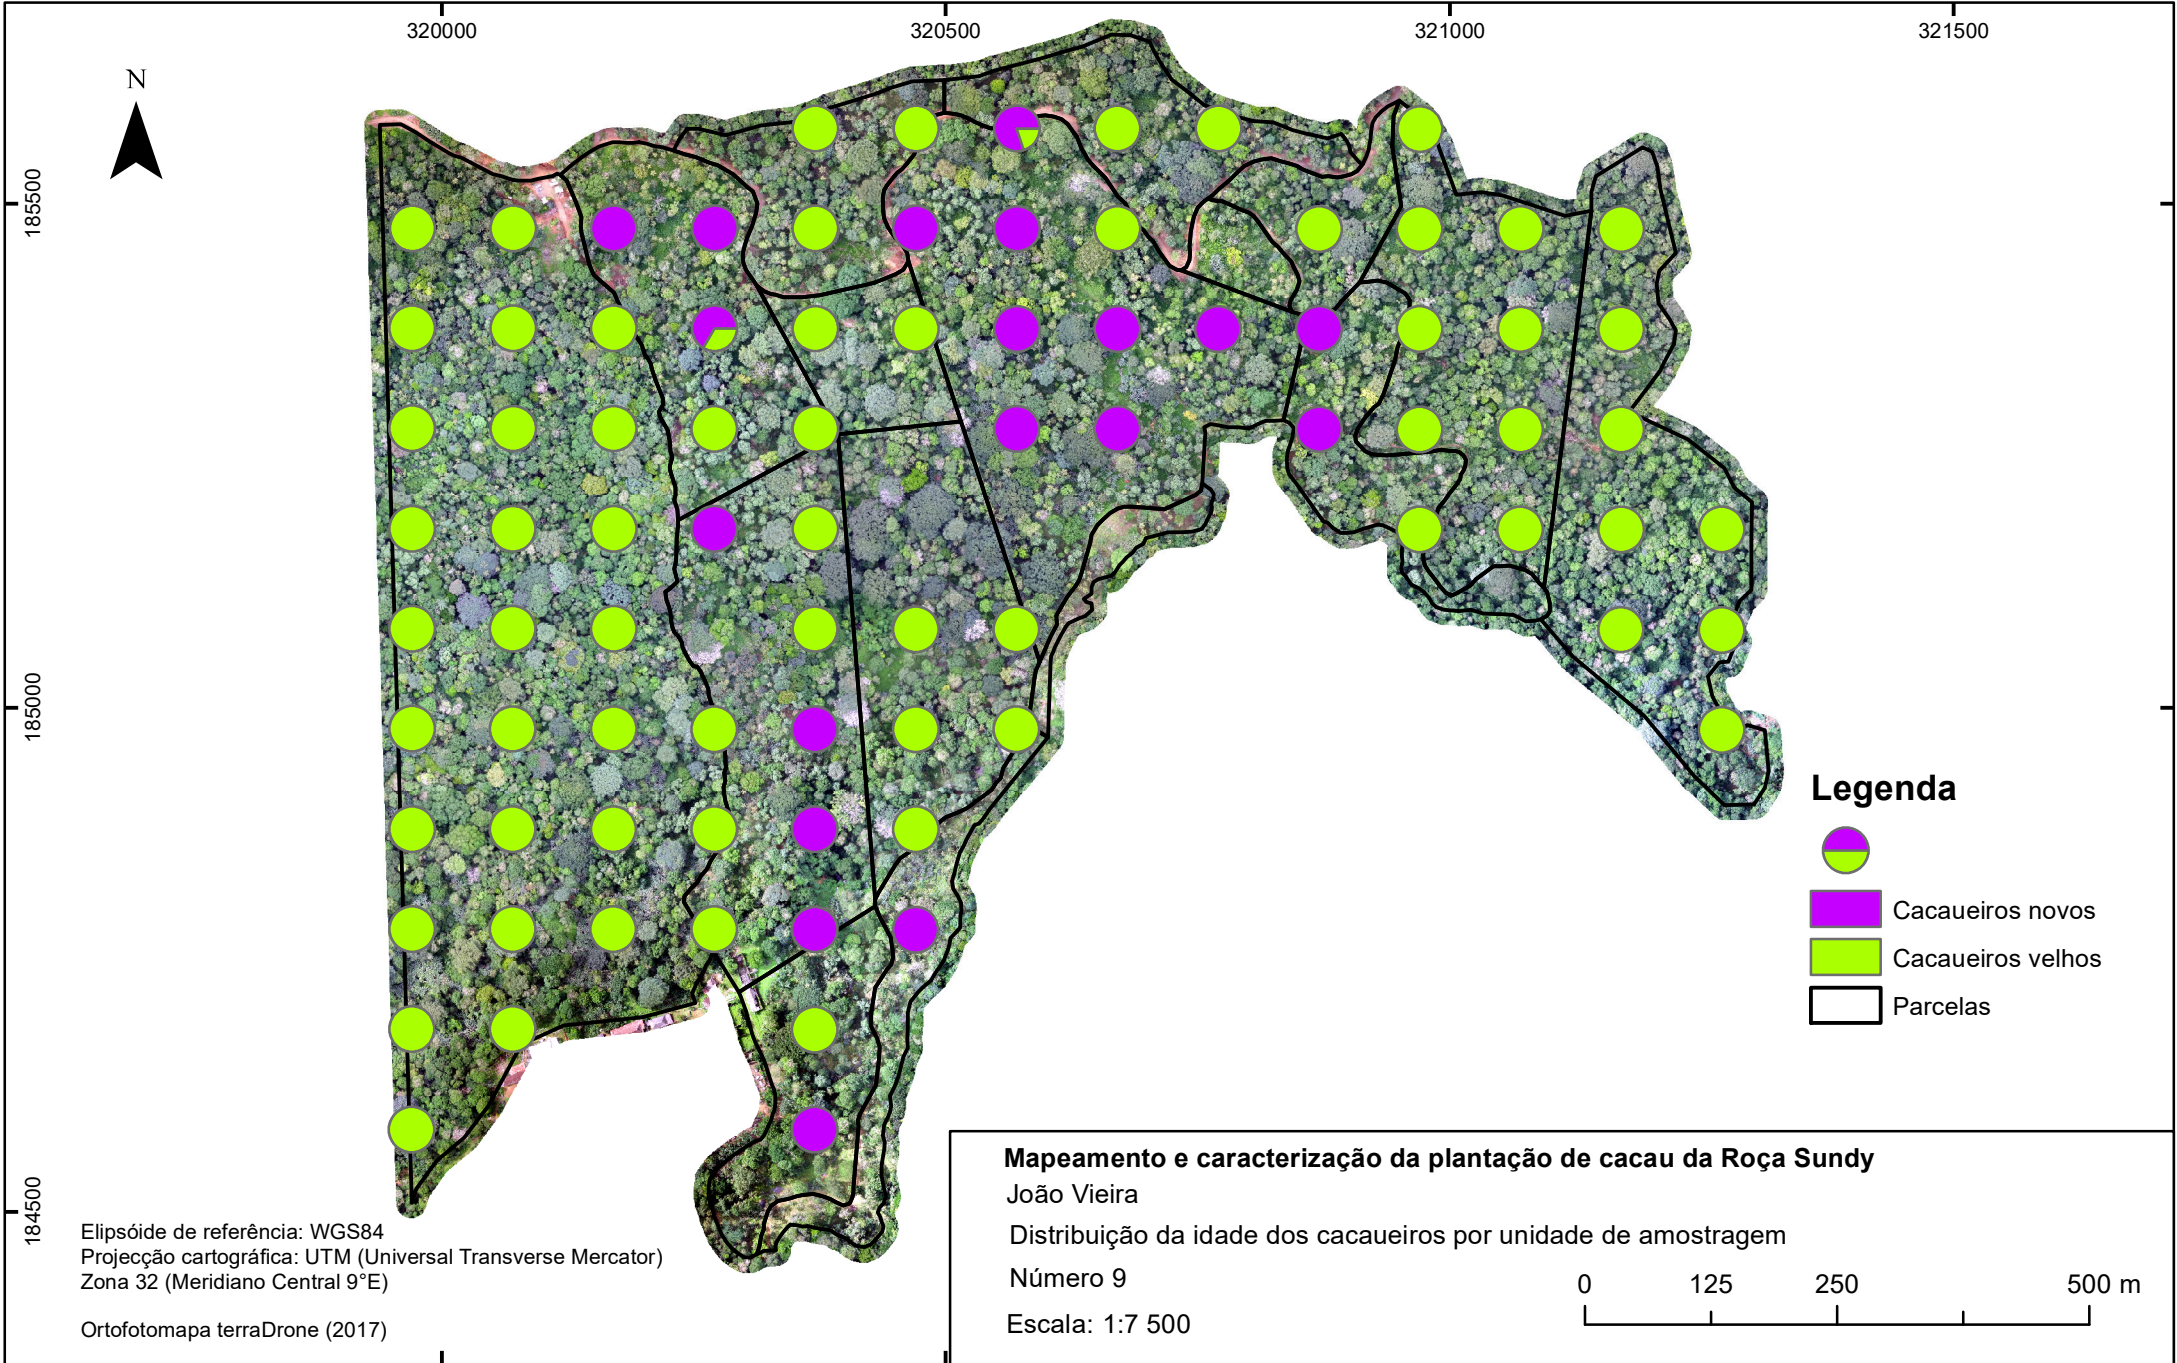 320000
320500
321000
321500
N
185500
185000
184500
Legenda
Cacaueiros novos
Cacaueiros velhos
Parcelas
Mapeamento e caracterização da plantação de cacau da Roça Sundy
João Vieira
Distribuição da idade dos cacaueiros por unidade de amostragem
Número 9
Escala: 1:7 500
0 125 250 500 m
Elipsóide de referência: WGS84
Projecção cartográfica: UTM (Universal Transverse Mercator)
Zona 32 (Meridiano Central 9°E)
Ortofotomapa terraDrone (2017)